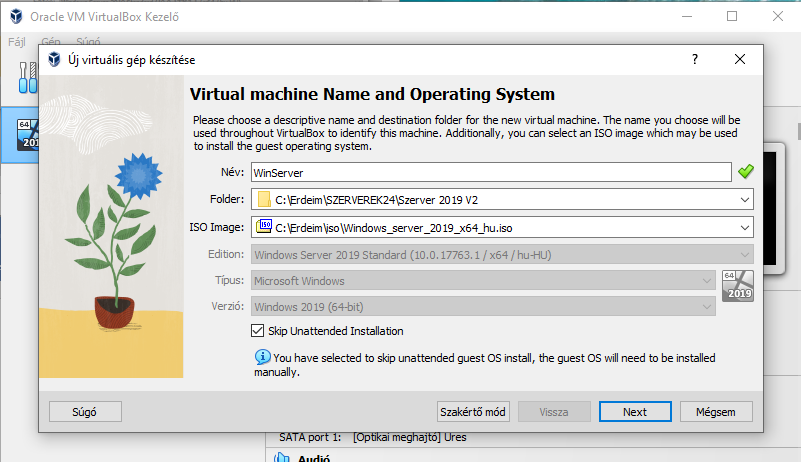 Oracle VM VirtualBox Kezelő
Fájl Gép Súgó
Új virtuális gép készítése
?
64
2019
Virtual machine Name and Operating System
Please choose a descriptive name and destination folder for the new virtual machine. The name you choose will be
used throughout VirtualBox to identify this machine. Additionally, you can select an ISO image which may be used
to install the guest operating system.
Név: WinServer
Folder: C:\Erdeim\SZERVEREK24\Szerver 2019 V2
ISO Image: ISO C:\Erdeim\iso\Windows_server_2019_x64_hu.iso
Edition: Windows Server 2019 Standard (10.0.17763.1 / x64 / hu-HU)
Típus: Microsoft Windows
64
2019
Verzió: Windows 2019 (64-bit)
Skip Unattended Installation
You have selected to skip unattended guest OS install, the guest OS will need to be installed
manually.
Súgó Szakértő mód Vissza Next Mégsem
SATA port 1: [Optikai meghajtó] Üres
Audió